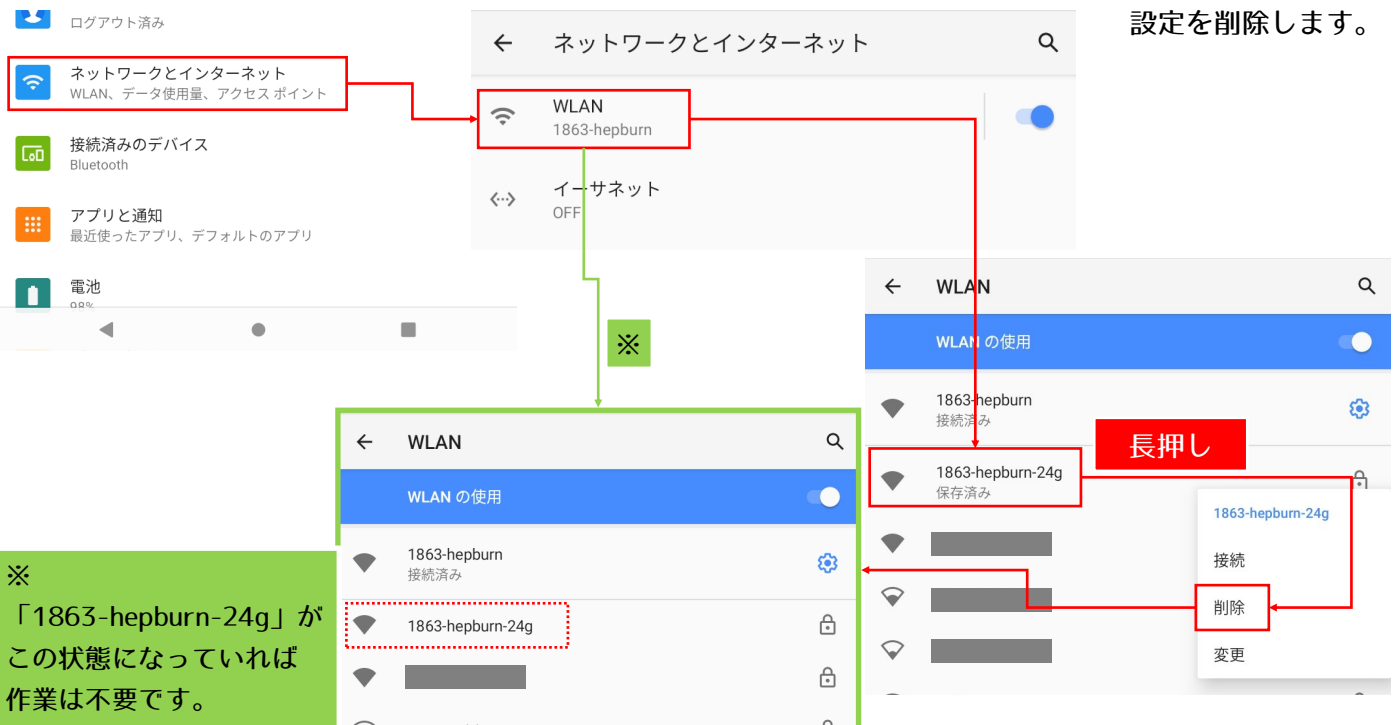 設定を削除します。
ログアウト済み
ネットワークとインターネット
WLAN、データ使用量、アクセス ポイント
接続済みのデバイス
Bluetooth
アプリと通知
最近使ったアプリ、デフォルトのアプリ
電池
98%
ネットワークとインターネット
WLAN
1863-hepburn
イーサネット
OFF
※
WLAN
WLAN の使用
1863-hepburn
接続済み
1863-hepburn-24g
保存済み
長押し
1863-hepburn-24g
接続
削除
変更
WLAN
WLAN の使用
1863-hepburn
接続済み
1863-hepburn-24g
※
「1863-hepburn-24g」が
この状態になっていれば
作業は不要です。